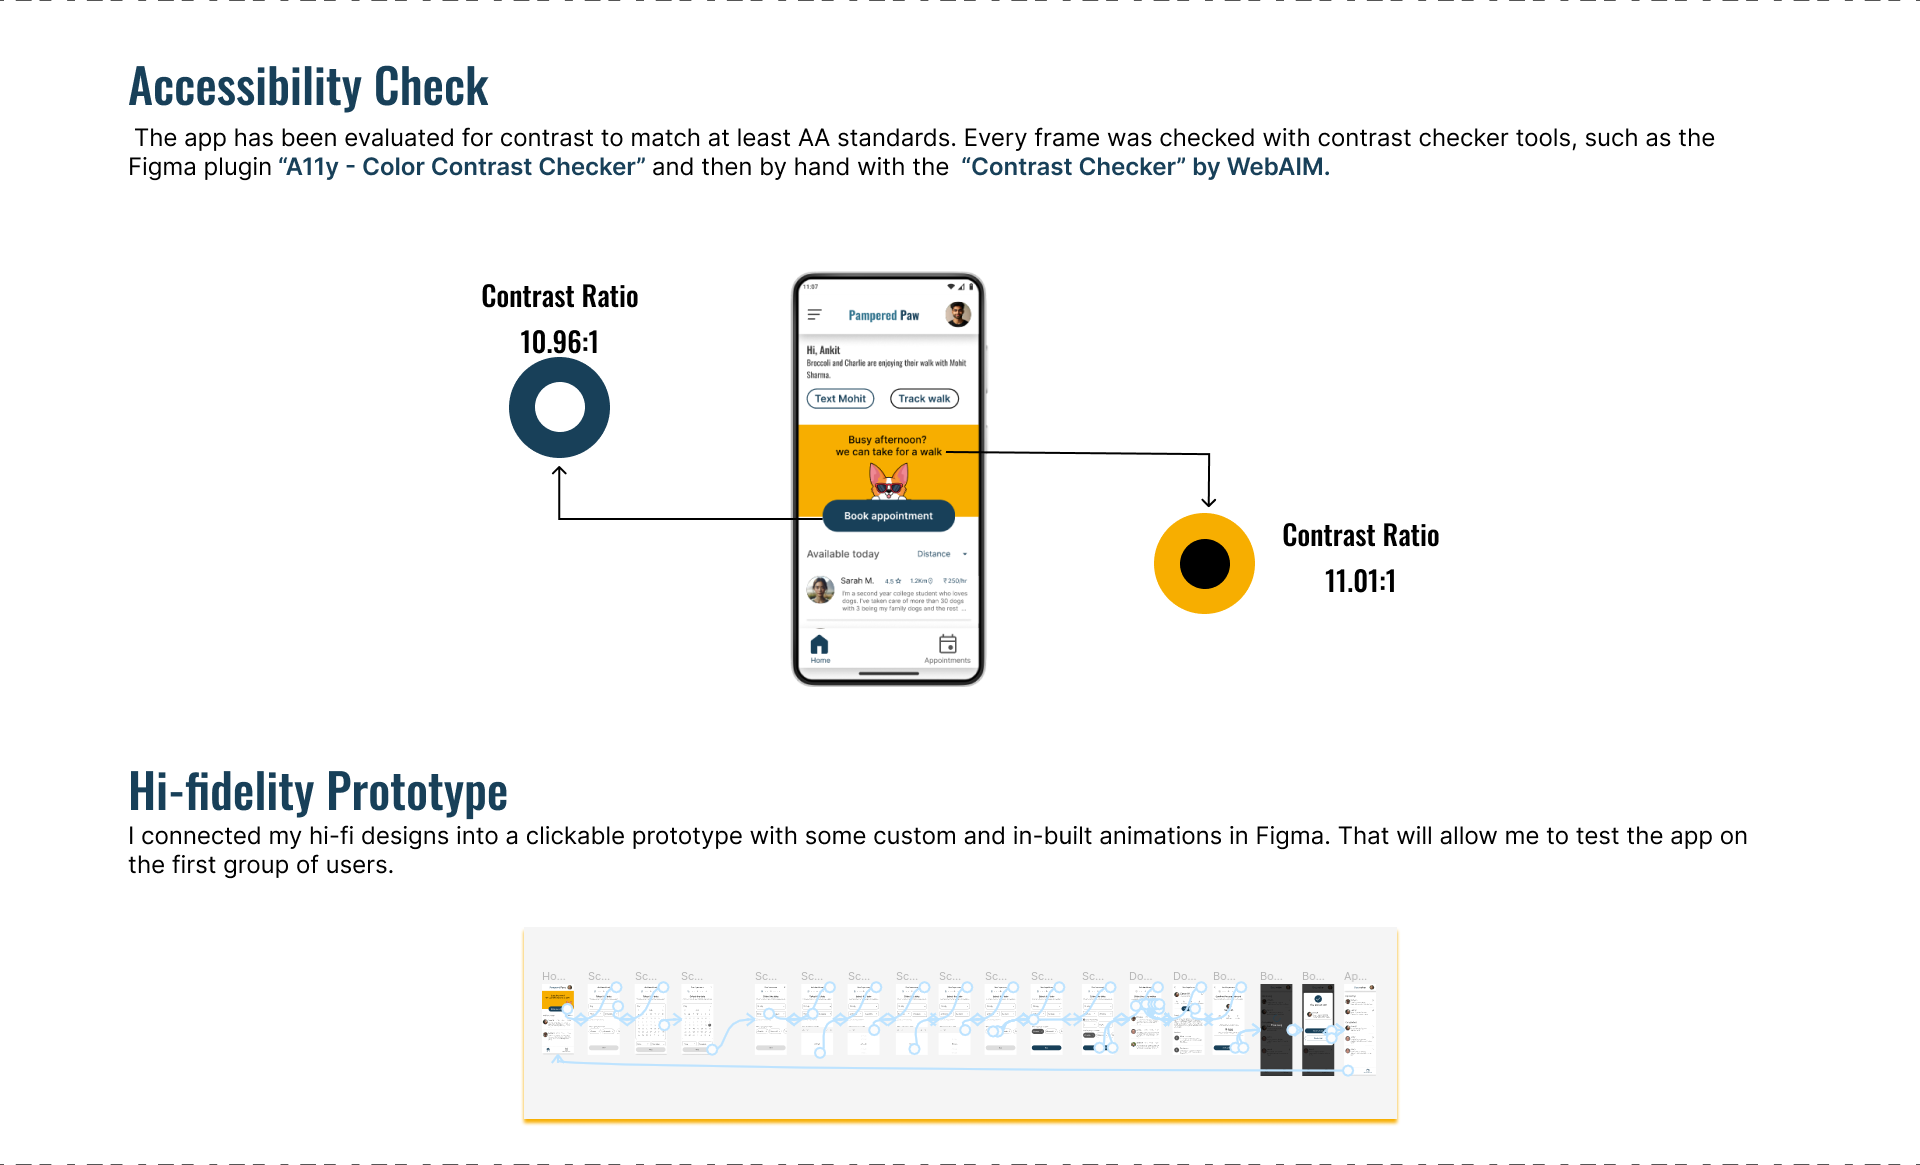 Accessibility Check
The app has been evaluated for contrast to match at least AA standards. Every frame was checked with contrast checker tools, such as the
Figma plugin “A11y - Color Contrast Checker” and then by hand with the “Contrast Checker” by WebAIM.
Contrast Ratio
10.96:1
11:07
Pampered Paw
Hi, Ankit
Broccoli and Charlie are enjoying their walk with Mohit
Sharma.
Text Mohit
Track walk
Busy afternoon?
we can take for a walk
Book appointment
Available today
Distance
Sarah M.
4.5
1.2Km
₹250/hr
I'm a second year college student who loves
dogs. I've taken care of more than 30 dogs
with 3 being my family dogs and the rest ...
Home
Appointments
Contrast Ratio
11.01:1
Hi-fidelity Prototype
I connected my hi-fi designs into a clickable prototype with some custom and in-built animations in Figma. That will allow me to test the app on
the first group of users.
Ho... Sc... Sc... Sc... Sc... Sc... Sc... Sc... Sc... Sc... Sc... Sc... Do... Do... Bo... Bo... Bo... Ap...